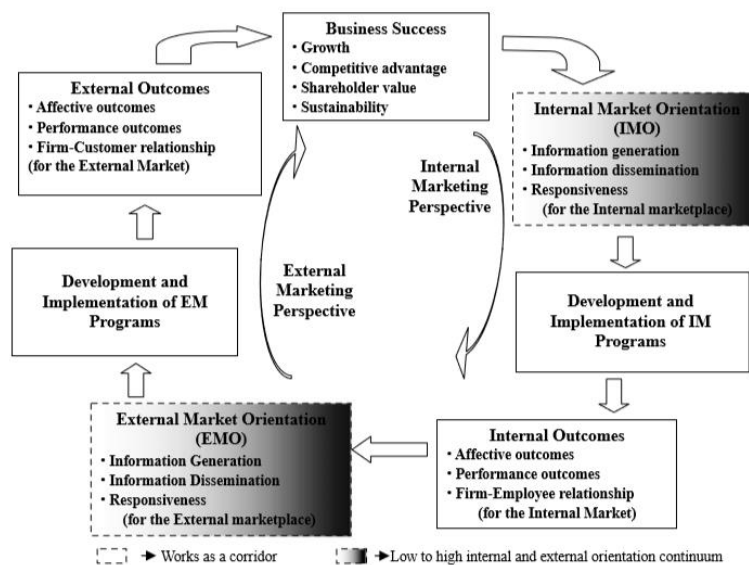 Business Success
• Growth
• Competitive advantage
• Shareholder value
• Sustainability
External Outcomes
• Affective outcomes
• Performance outcomes
• Firm-Customer relationship
(for the External Market)
Internal Market Orientation
(IMO)
• Information generation
• Information dissemination
• Responsiveness
(for the Internal marketplace)
Internal
Marketing
Perspective
External
Marketing
Perspective
Development and
Implementation of EM
Programs
Development and
Implementation of IM
Programs
External Market Orientation
(EMO)
• Information Generation
• Information Dissemination
• Responsiveness
(for the External marketplace)
Internal Outcomes
• Affective outcomes
• Performance outcomes
• Firm-Employee relationship
(for the Internal Market)
Works as a corridor
Low to high internal and external orientation continuum